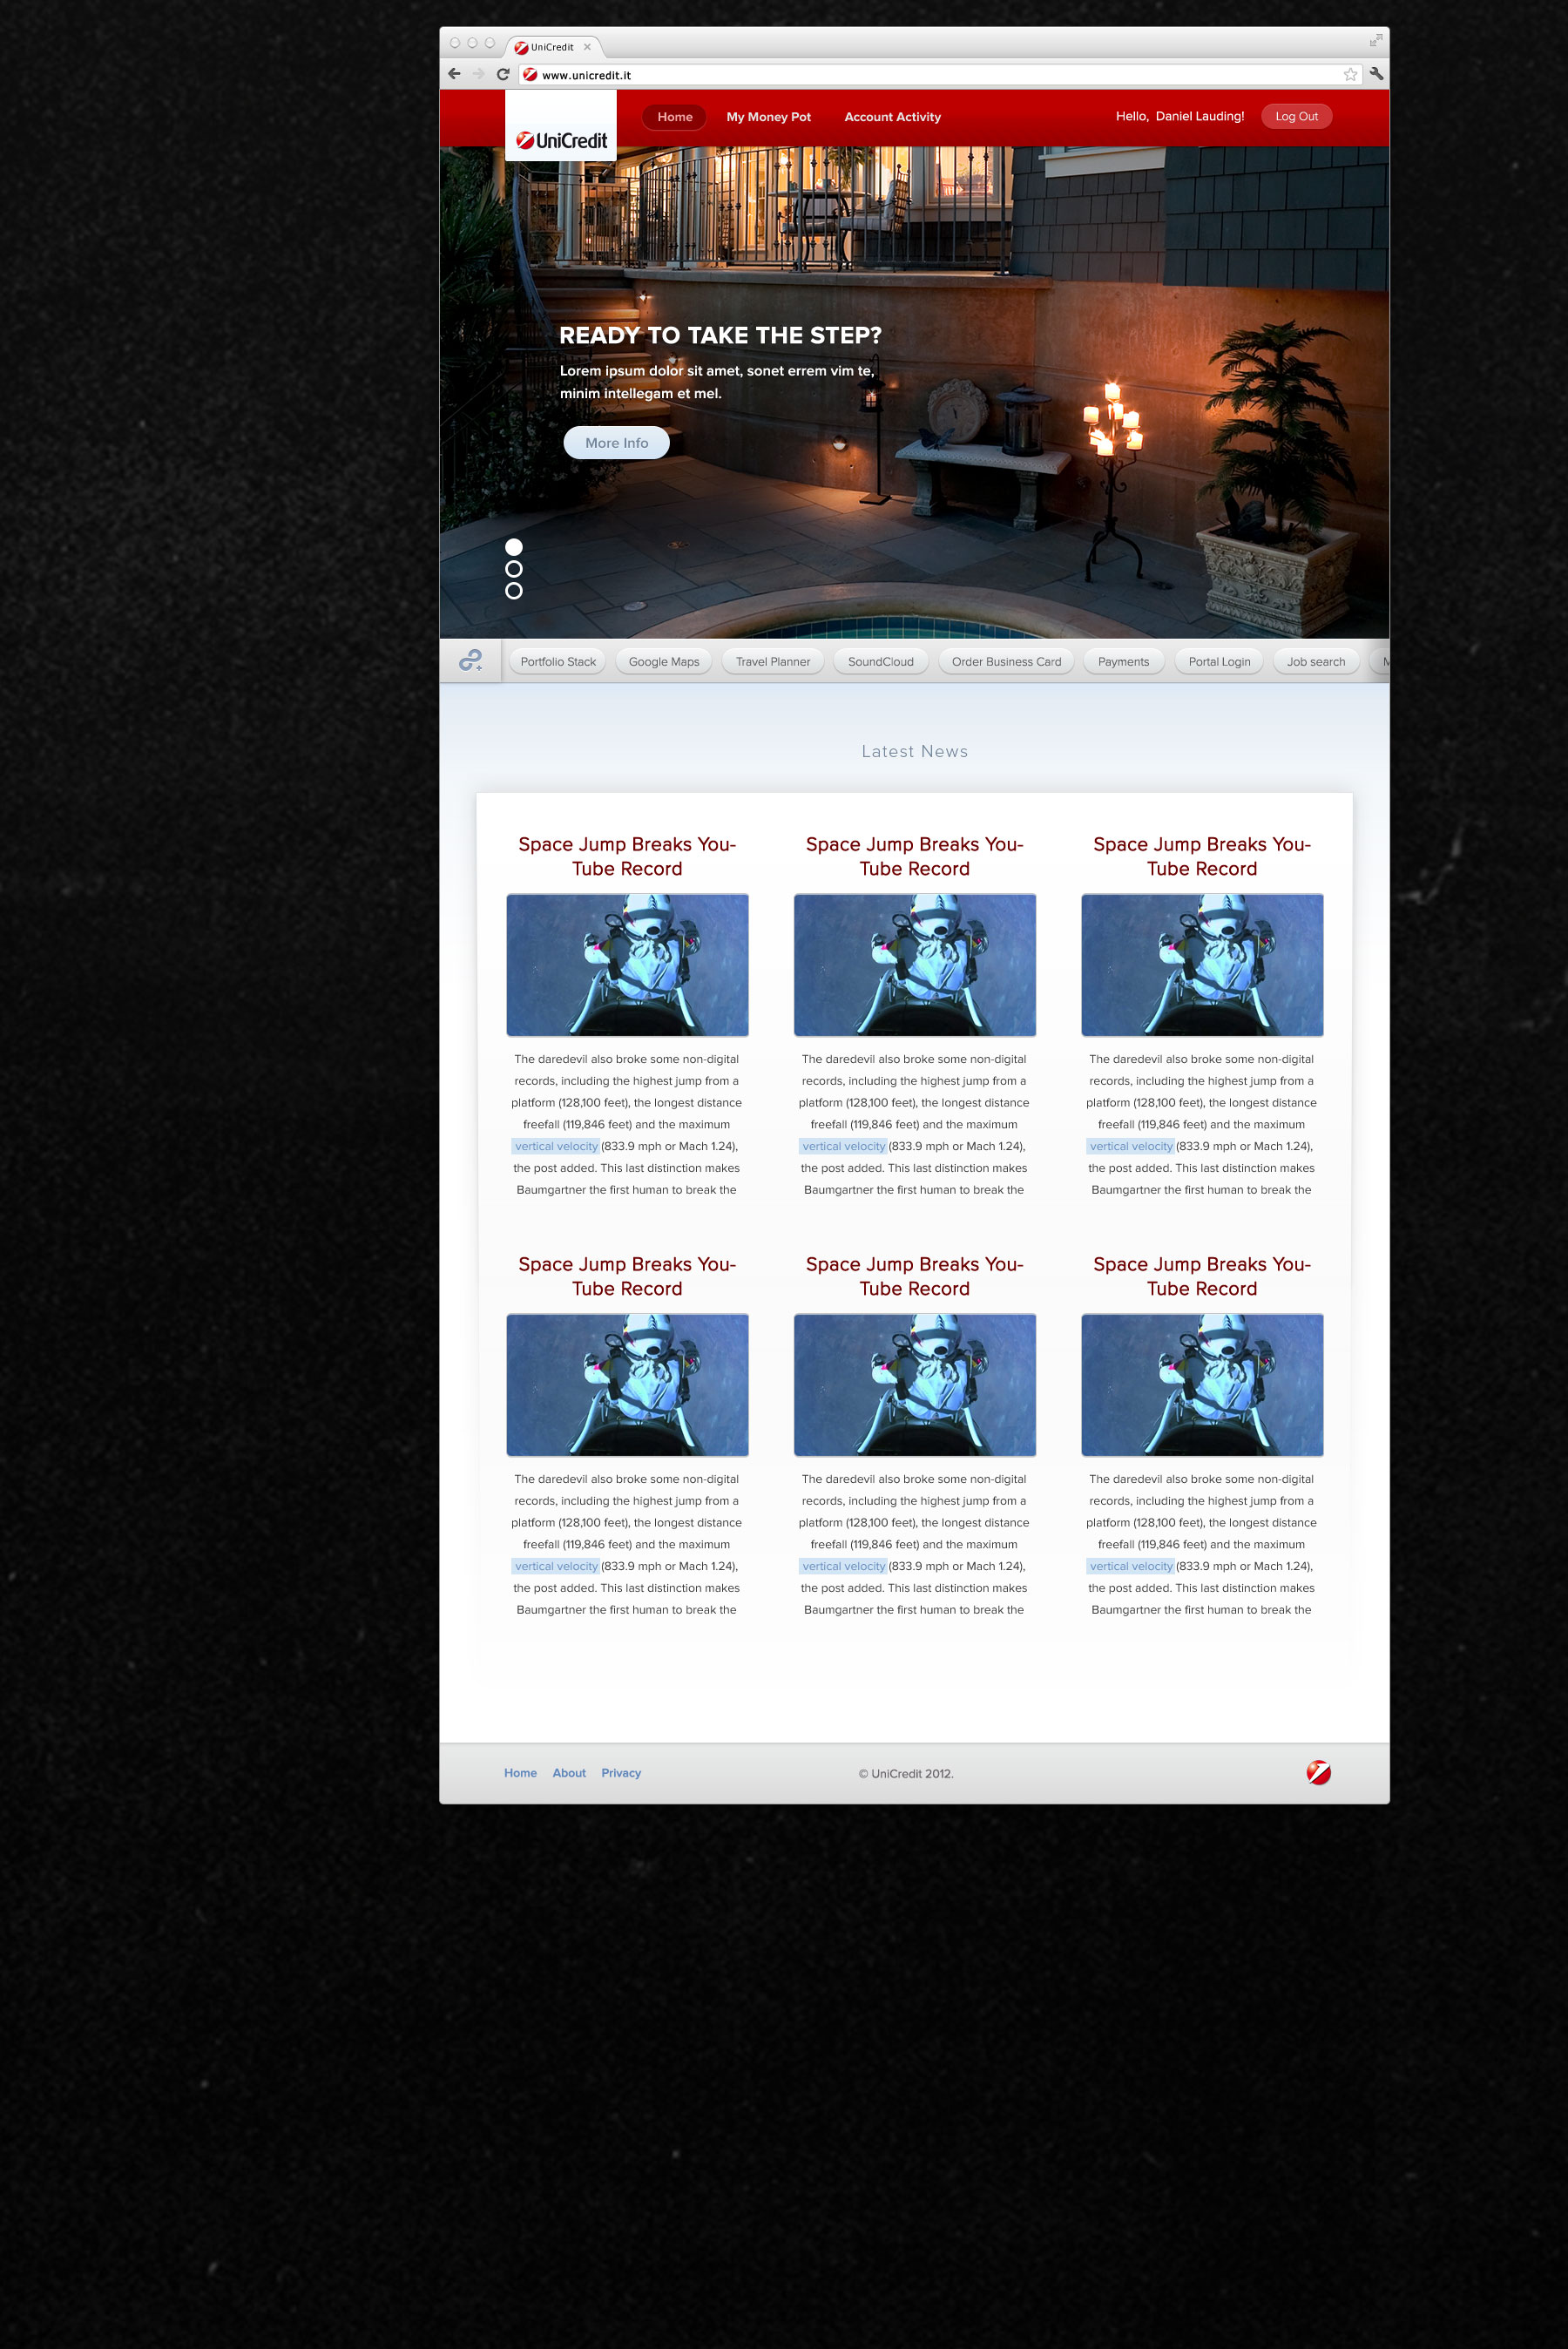 UniCredit
www.unicredit.it
UniCredit
Home My Money Pot Account Activity Hello, Daniel Lauding! Log Out
READY TO TAKE THE STEP?
Lorem ipsum dolor sit amet, sonet errem vim te,
minim intellegam et mel.
More Info
Portfolio Stack Google Maps Travel Planner SoundCloud Order Business Card Payments Portal Login Job search M
Latest News
Space Jump Breaks You-
Tube Record
The daredevil also broke some non-digital
records, including the highest jump from a
platform (128,100 feet), the longest distance
freefall (119,846 feet) and the maximum
vertical velocity (833.9 mph or Mach 1.24),
the post added. This last distinction makes
Baumgartner the first human to break the
Space Jump Breaks You-
Tube Record
The daredevil also broke some non-digital
records, including the highest jump from a
platform (128,100 feet), the longest distance
freefall (119,846 feet) and the maximum
vertical velocity (833.9 mph or Mach 1.24),
the post added. This last distinction makes
Baumgartner the first human to break the
Space Jump Breaks You-
Tube Record
The daredevil also broke some non-digital
records, including the highest jump from a
platform (128,100 feet), the longest distance
freefall (119,846 feet) and the maximum
vertical velocity (833.9 mph or Mach 1.24),
the post added. This last distinction makes
Baumgartner the first human to break the
Space Jump Breaks You-
Tube Record
The daredevil also broke some non-digital
records, including the highest jump from a
platform (128,100 feet), the longest distance
freefall (119,846 feet) and the maximum
vertical velocity (833.9 mph or Mach 1.24),
the post added. This last distinction makes
Baumgartner the first human to break the
Space Jump Breaks You-
Tube Record
The daredevil also broke some non-digital
records, including the highest jump from a
platform (128,100 feet), the longest distance
freefall (119,846 feet) and the maximum
vertical velocity (833.9 mph or Mach 1.24),
the post added. This last distinction makes
Baumgartner the first human to break the
Space Jump Breaks You-
Tube Record
The daredevil also broke some non-digital
records, including the highest jump from a
platform (128,100 feet), the longest distance
freefall (119,846 feet) and the maximum
vertical velocity (833.9 mph or Mach 1.24),
the post added. This last distinction makes
Baumgartner the first human to break the
Home About Privacy © UniCredit 2012.